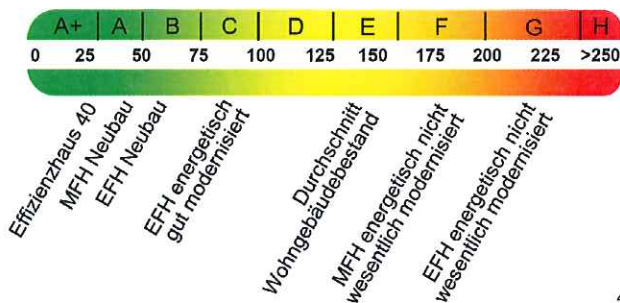 A+ A B C D E F G H
0 25 50 75 100 125 150 175 200 225 >250
Effizienzhaus 40
MFH Neubau
EFH Neubau
EFH energetisch
gut modernisiert
Durchschnitt
Wohngebäudebestand
MFH energetisch nicht
wesentlich modernisiert
EFH energetisch nicht
wesentlich modernisiert